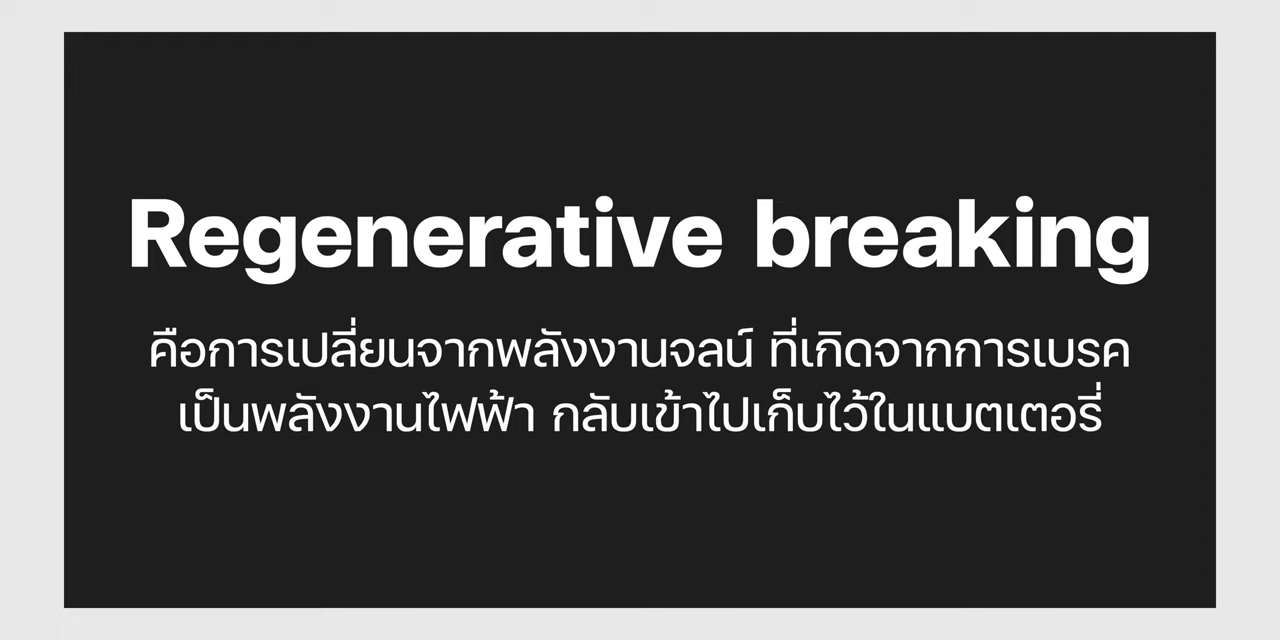 Regenerative breaking
คือการเปลี่ยนจากพลังงานจลน์ ที่เกิดจากการเบรค
เป็นพลังงานไฟฟ้า กลับเข้าไปเก็บไว้ในแบตเตอรี่